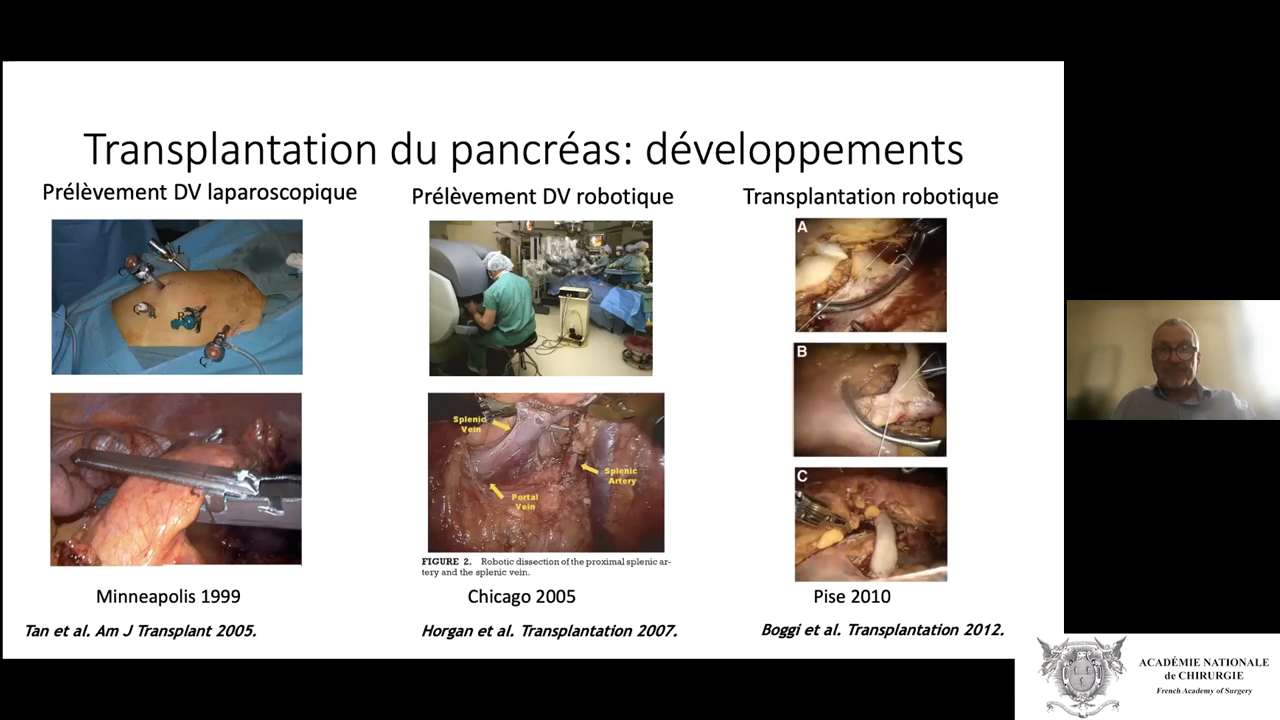 Transplantation du pancréas: développements
Prélèvement DV laparoscopique
Prélèvement DV robotique
Transplantation robotique
L
C
C
R
C
Splenic
Vein
Splenic
Artery
Portal
Vein
FIGURE 2. Robotic dissection of the proximal splenic ar-
tery and the splenic vein.
A
B
C
Minneapolis 1999
Chicago 2005
Pise 2010
Tan et al. Am J Transplant 2005.
Horgan et al. Transplantation 2007.
Boggi et al. Transplantation 2012.
ACADÉMIE NATIONALE
de CHIRURGIE
French Academy of Surgery